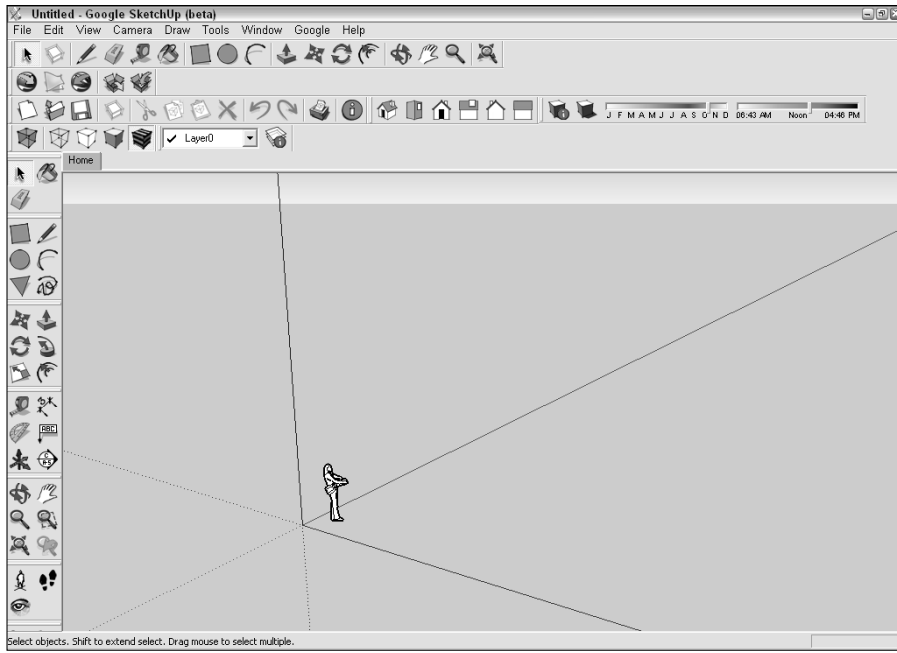 Untitled - Google SketchUp (beta)
File Edit View Camera Draw Tools Window Google Help
J F M A M J J A S O N D 06:43 AM Noon 04:46 PM
Layer0
Home
ABC
Select objects. Shift to extend select. Drag mouse to select multiple.